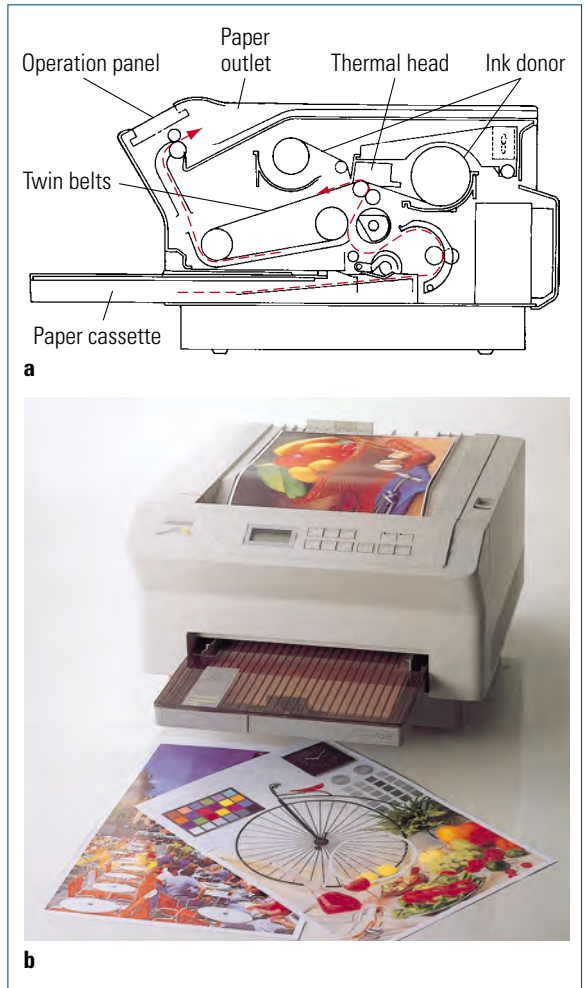 Paper
outlet
Operation panel
Thermal head
Ink donor
Twin belts
Paper cassette
a
b